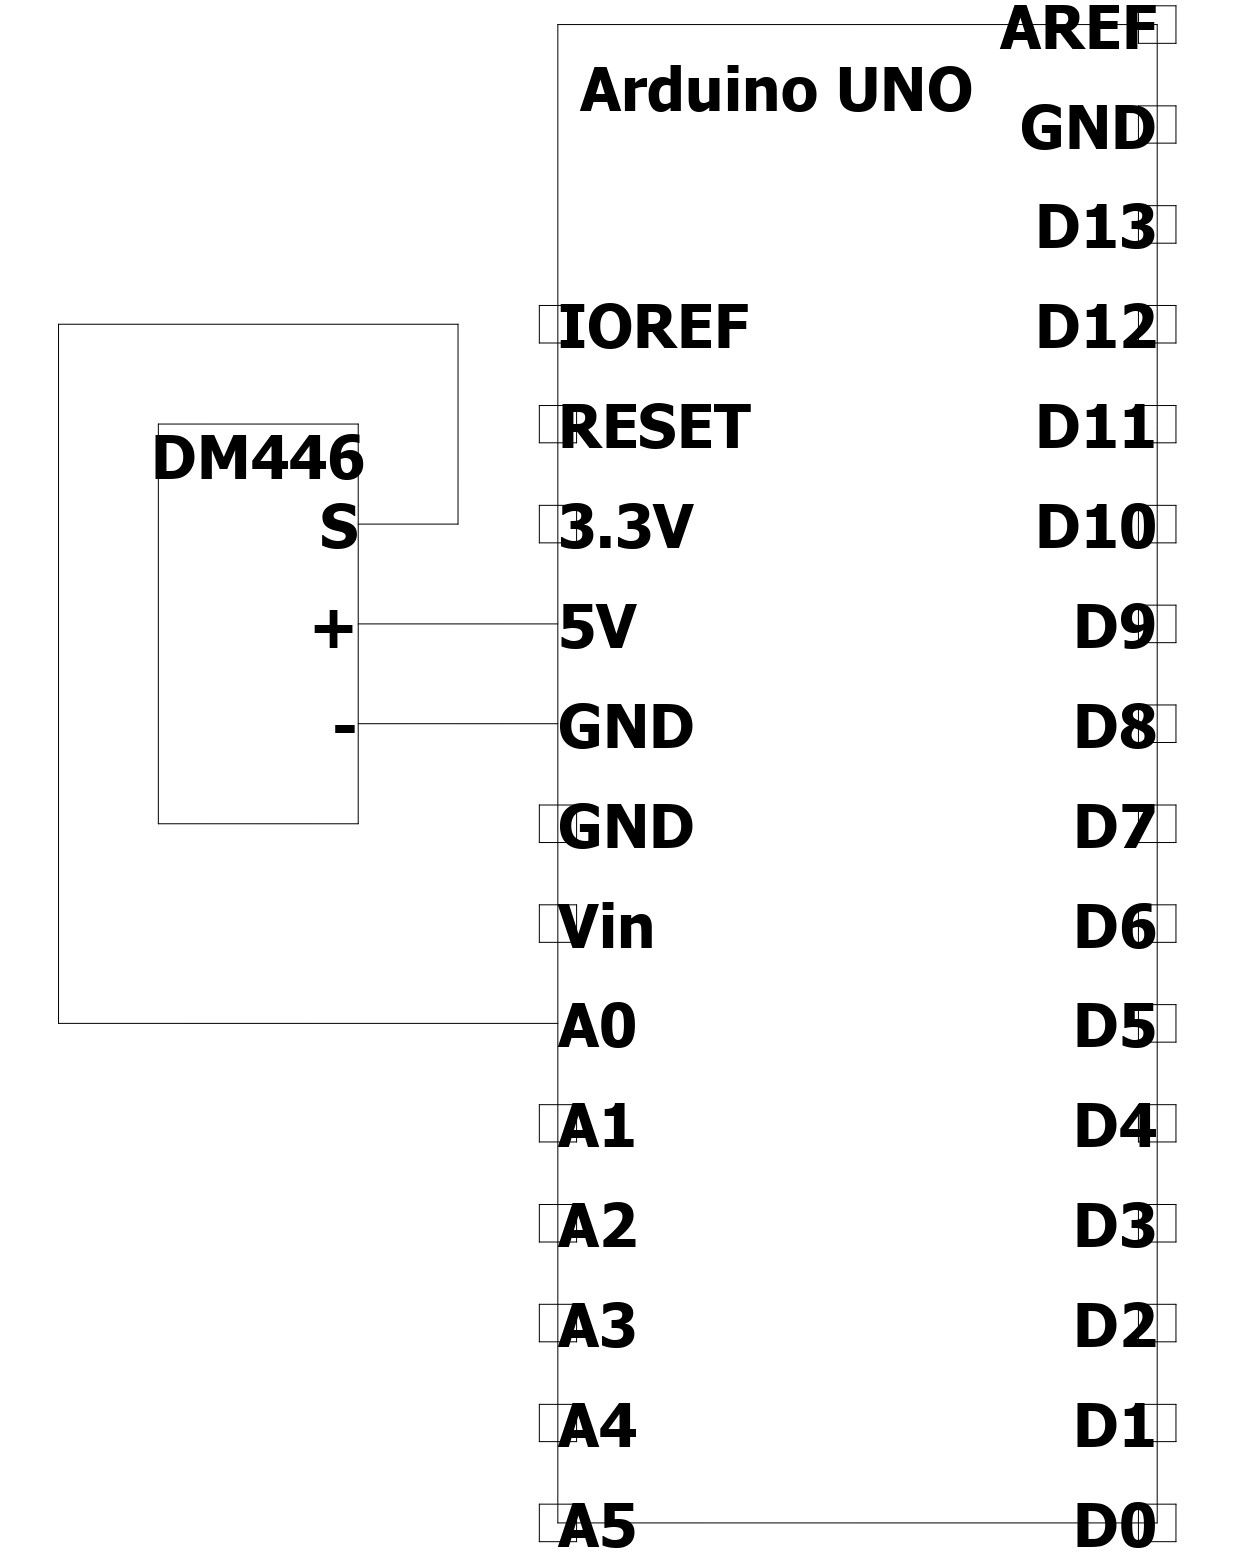 AREF
Arduino UNO
GND
D13
IOREF D12
RESET D11
DM446
S 3.3V D10
+ 5V D9
- GND D8
GND D7
Vin D6
A0 D5
A1 D4
A2 D3
A3 D2
A4 D1
A5 D0